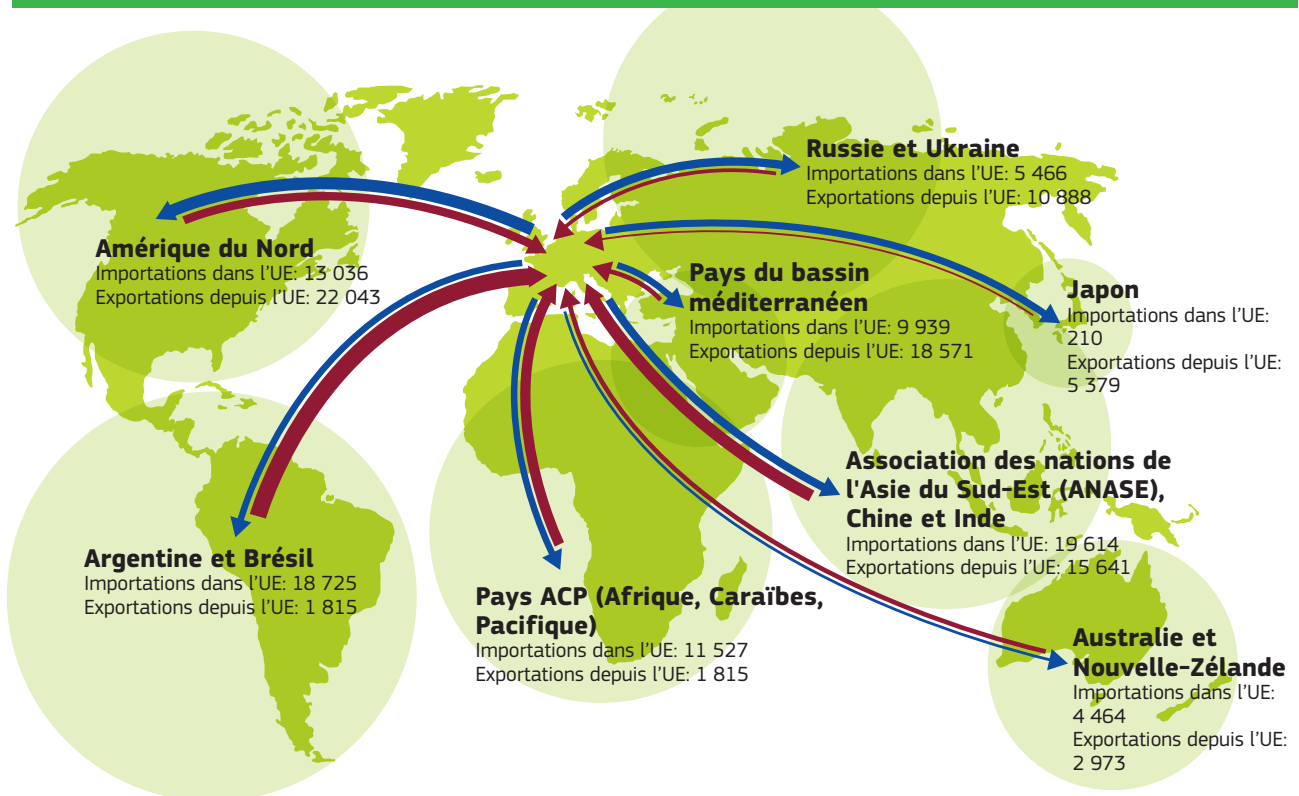 Russie et Ukraine
Importations dans l'UE: 5 466
Exportations depuis l'UE: 10 888
Amérique du Nord
Importations dans l'UE: 13 036
Exportations depuis l'UE: 22 043
Pays du bassin
méditerranéen
Importations dans l'UE: 9 939
Exportations depuis l'UE: 18 571
Japon
Importations dans l'UE:
210
Exportations depuis l'UE:
5 379
Association des nations de
l'Asie du Sud-Est (ANASE),
Chine et Inde
Importations dans l'UE: 19 614
Exportations depuis l'UE: 15 641
Argentine et Brésil
Importations dans l'UE: 18 725
Exportations depuis l'UE: 1 815
Pays ACP (Afrique, Caraïbes,
Pacifique)
Importations dans l'UE: 11 527
Exportations depuis l'UE: 1 815
Australie et
Nouvelle-Zélande
Importations dans l'UE:
4 464
Exportations depuis l'UE:
2 973